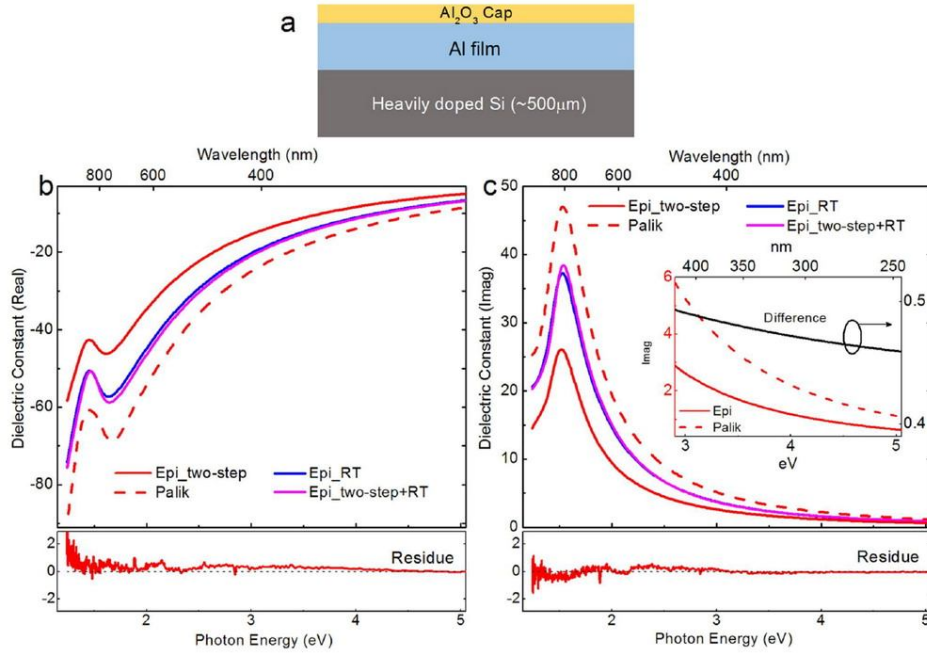 a
Al₂O₃ Cap
Al film
Heavily doped Si (~500μm)
Wavelength (nm)
800 600 400
b
Dielectric Constant (Real)
-20
-40
-60
-80
Epi_two-step Epi_RT
Palik Epi_two-step+RT
2
0
-2
Residue
2 3 4 5
Photon Energy (eV)
Wavelength (nm)
800 600 400
c
Dielectric Constant (Imag)
50
40
30
20
10
0
Epi_two-step Epi_RT
Palik Epi_two-step+RT
nm
400 350 300 250
Imag
6
4
2
0.5
0.4
Difference
Epi
Palik
3 4 5
eV
2
0
-2
Residue
2 3 4 5
Photon Energy (eV)